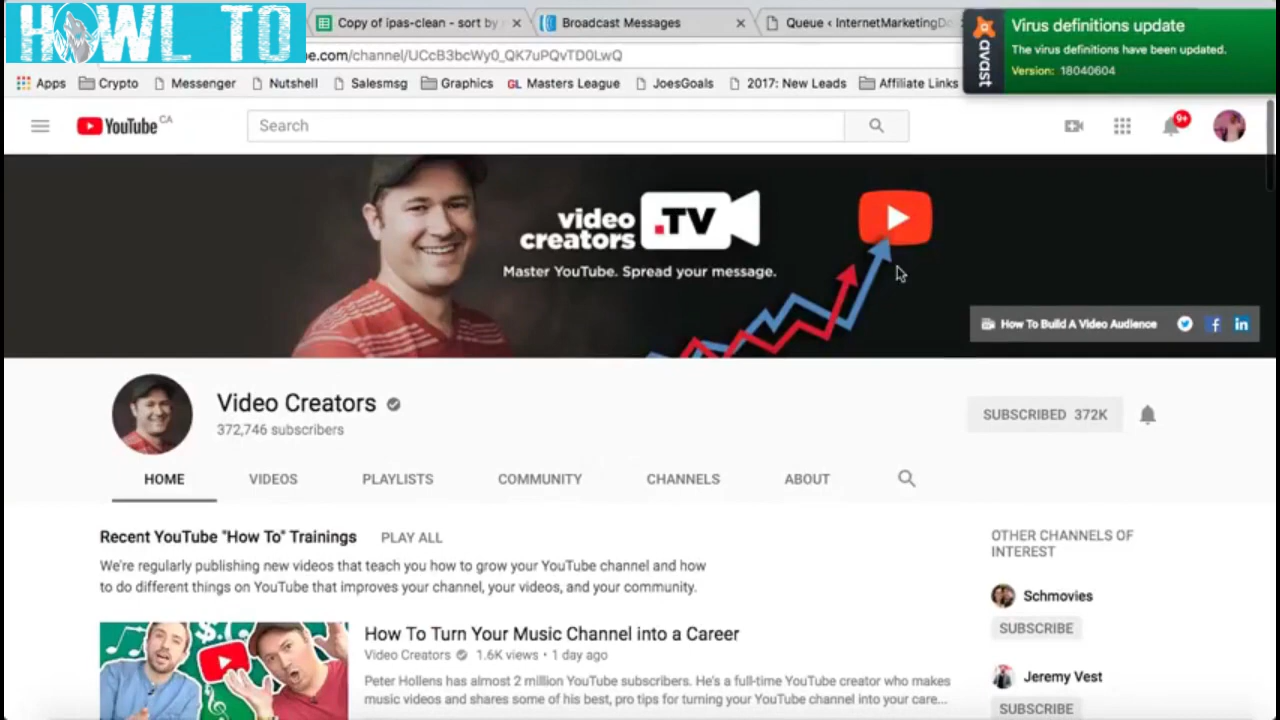 HOWL TO
Copy of ipas-clean - sort by
Broadcast Messages
Queue ‹ InternetMarketingDo
avast
Virus definitions update
The virus definitions have been updated.
Version: 18040604
be.com/channel/UCcB3bcWy0_QK7uPQvTD0LwQ
Apps Crypto Messenger Nutshell Salesmsg Graphics GL Masters League JoesGoals 2017: New Leads Affiliate Links
YouTube CA
Search
9+
video creators .TV
Master YouTube. Spread your message.
How To Build A Video Audience
Video Creators
372,746 subscribers
SUBSCRIBED 372K
HOME VIDEOS PLAYLISTS COMMUNITY CHANNELS ABOUT
Recent YouTube "How To" Trainings PLAY ALL
We're regularly publishing new videos that teach you how to grow your YouTube channel and how
to do different things on YouTube that improves your channel, your videos, and your community.
How To Turn Your Music Channel into a Career
Video Creators 1.6K views • 1 day ago
Peter Hollens has almost 2 million YouTube subscribers. He's a full-time YouTube creator who makes
music videos and shares some of his best, pro tips for turning your YouTube channel into your care...
OTHER CHANNELS OF
INTEREST
Schmovies
SUBSCRIBE
Jeremy Vest
SUBSCRIBE